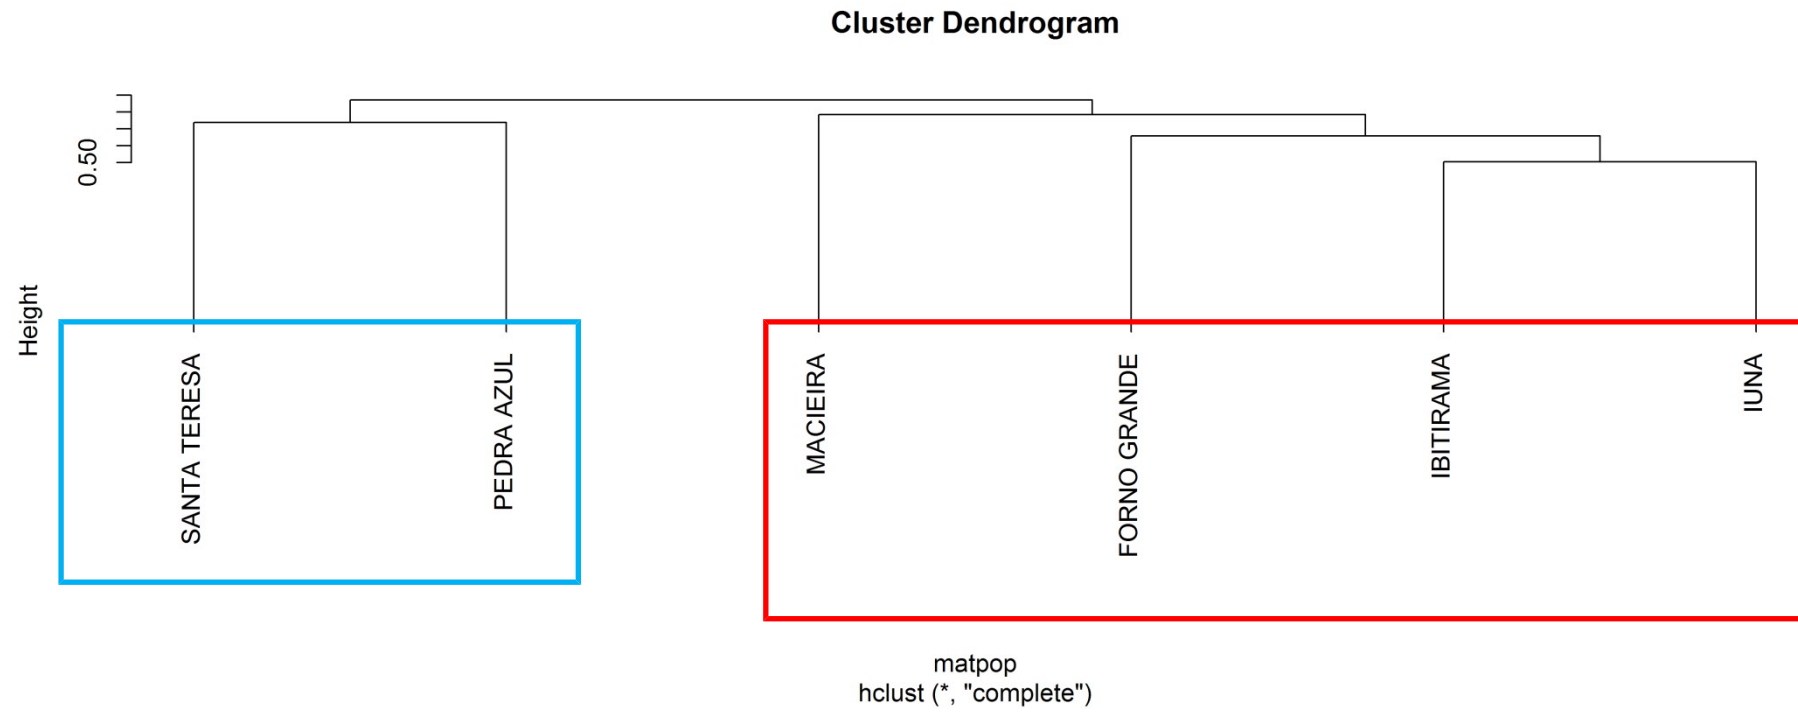 Cluster Dendrogram
0.50
Height
SANTA TERESA
PEDRA AZUL
MACIEIRA
FORNO GRANDE
IBITIRAMA
IUNA
matpop
hclust (*, "complete")